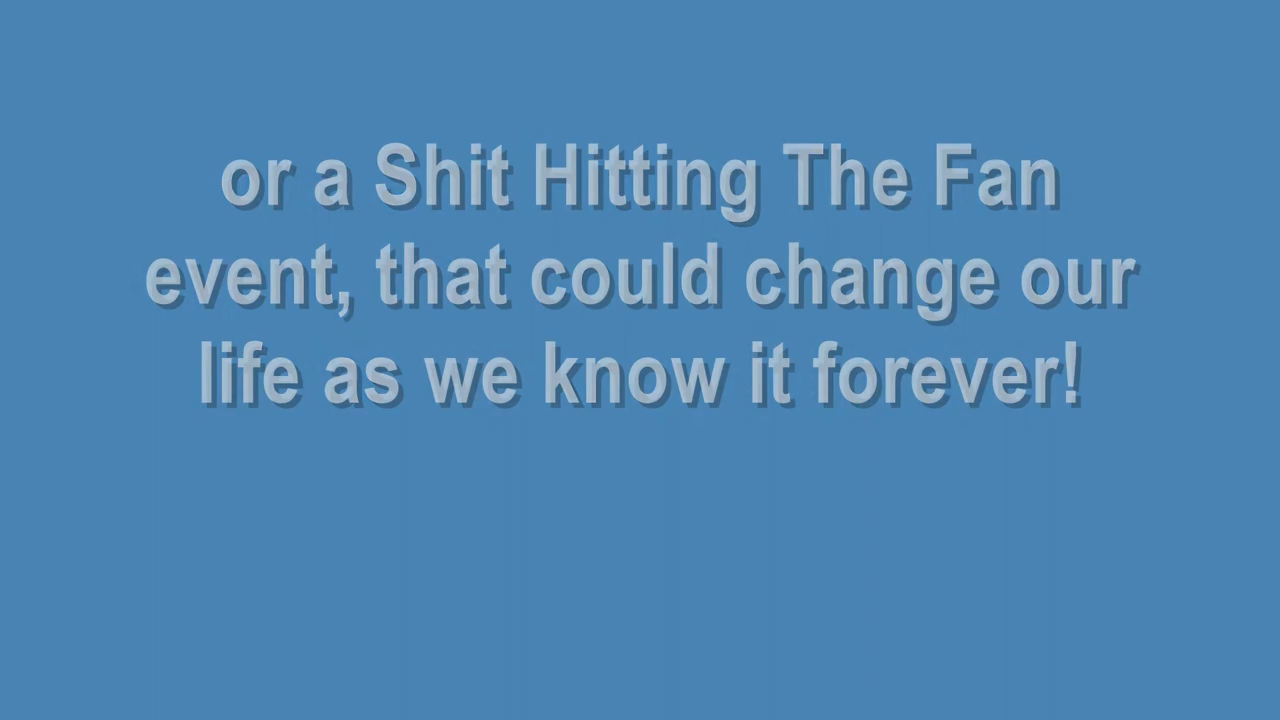 or a Shit Hitting The Fan
event, that could change our
life as we know it forever!